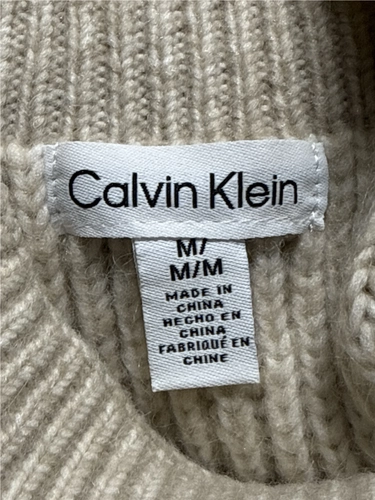 Calvin Klein
M/
M/M
MADE IN
CHINA
HECHO EN
CHINA
FABRIQUÉ EN
CHINE